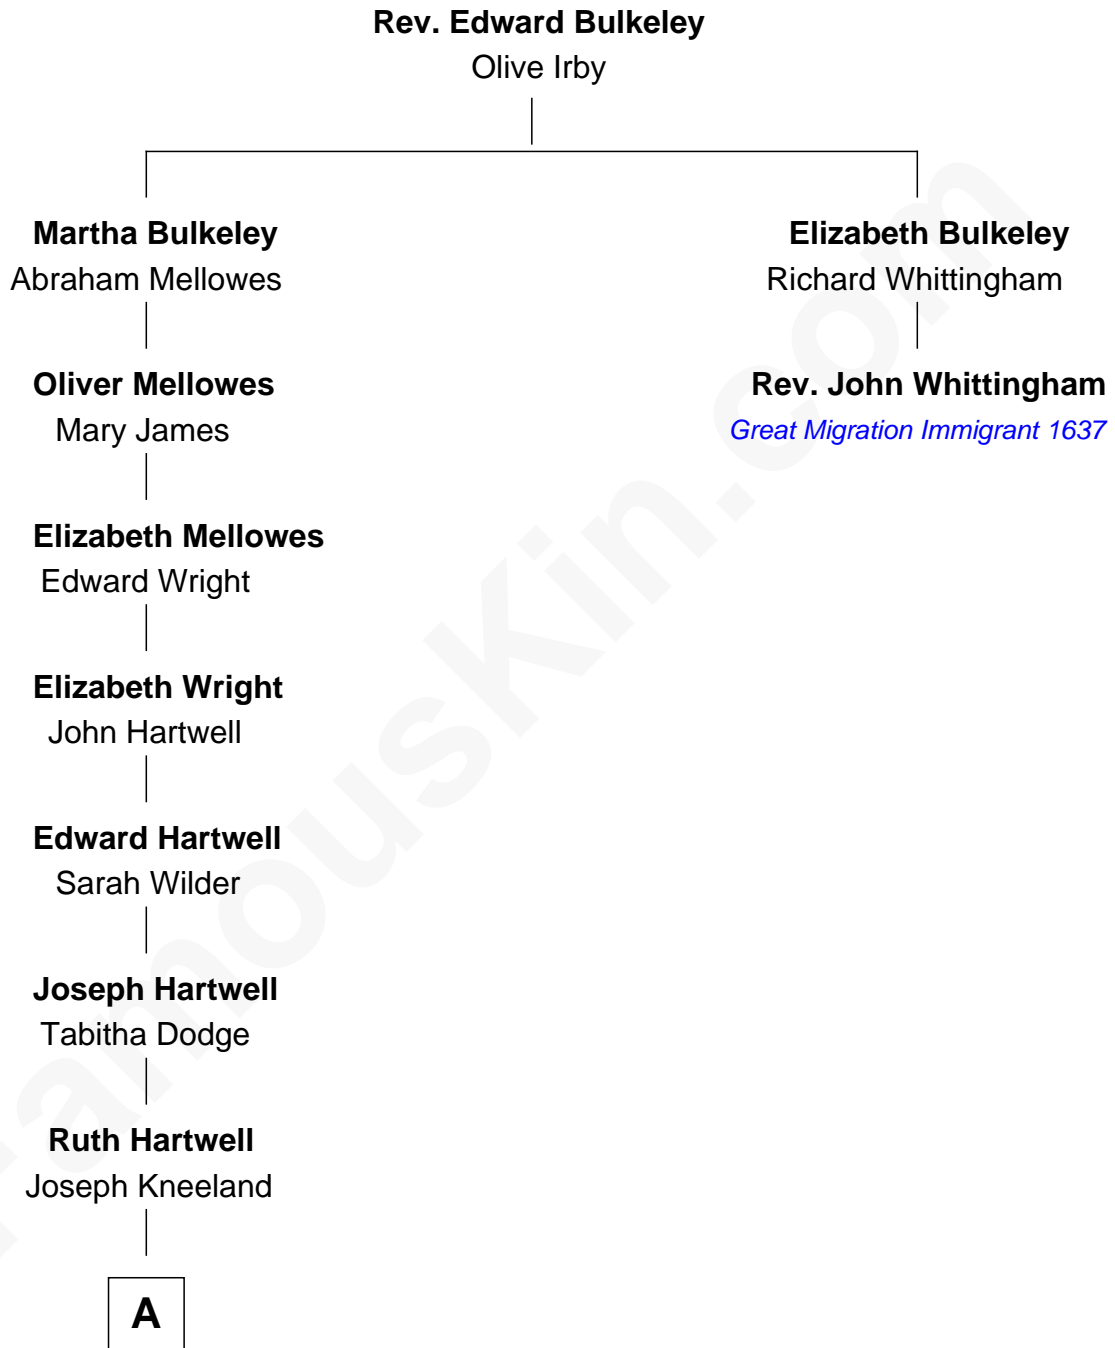 Rev. Edward Bulkeley
Olive Irby
Martha Bulkeley
Abraham Mellowes
Elizabeth Bulkeley
Richard Whittingham
Oliver Mellowes
Mary James
Rev. John Whittingham
Great Migration Immigrant 1637
Elizabeth Mellowes
Edward Wright
Elizabeth Wright
John Hartwell
Edward Hartwell
Sarah Wilder
Joseph Hartwell
Tabitha Dodge
Ruth Hartwell
Joseph Kneeland
A
FamousKin.com